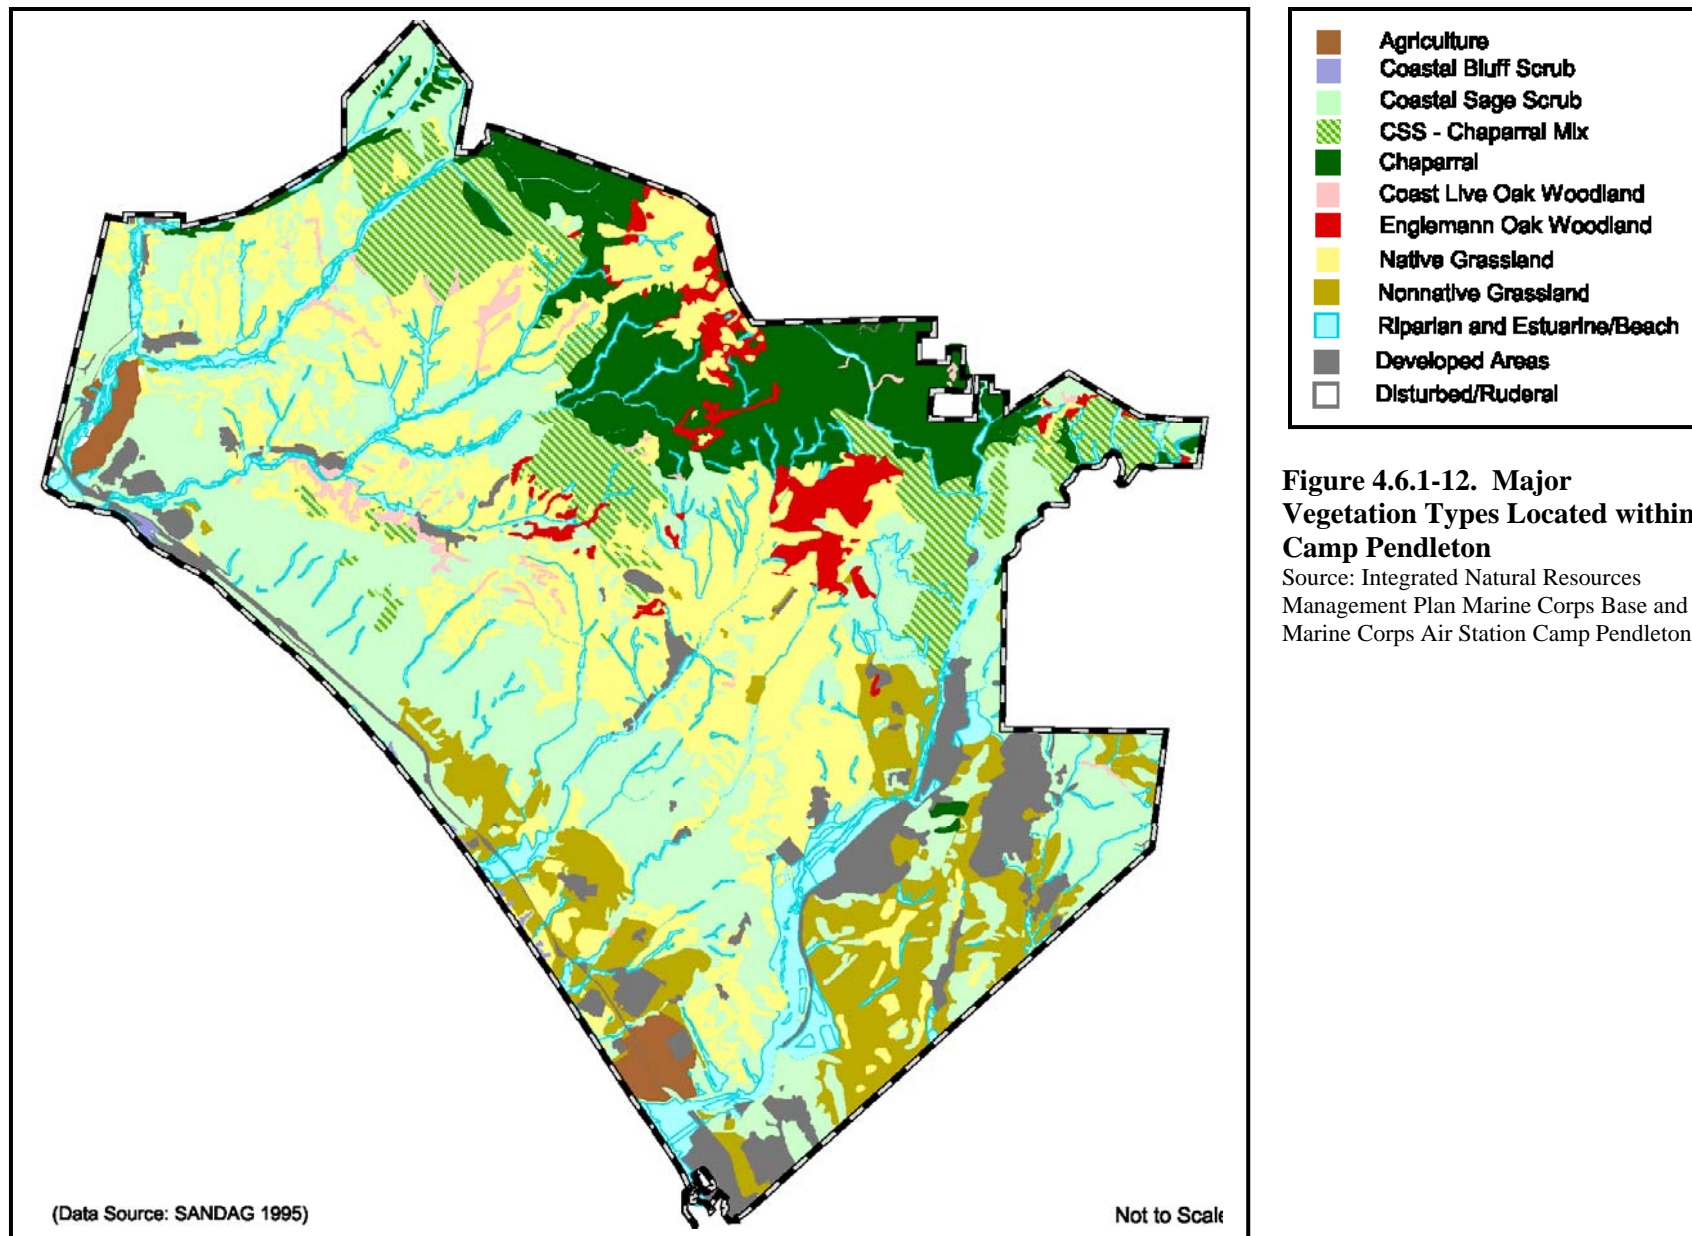 Agriculture
Coastal Bluff Scrub
Coastal Sage Scrub
CSS - Chaparral Mix
Chaparral
Coast Live Oak Woodland
Englemann Oak Woodland
Native Grassland
Nonnative Grassland
Riparian and Estuarine/Beach
Developed Areas
Disturbed/Ruderal
Figure 4.6.1-12. Major
Vegetation Types Located within
Camp Pendleton
Source: Integrated Natural Resources
Management Plan Marine Corps Base and
Marine Corps Air Station Camp Pendleton
(Data Source: SANDAG 1995)
Not to Scale